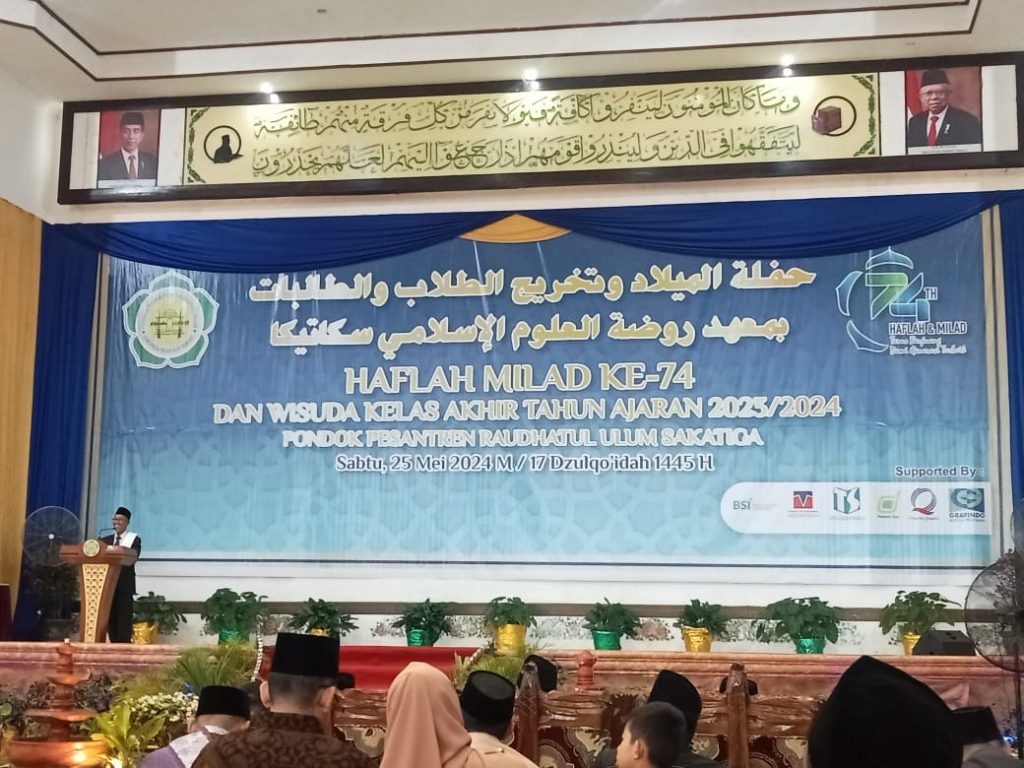 وما كان المؤمنون لينفروا كافة فلولا نفر من كل فرقة منهم طائفة
ليتفقهوا في الدين ولينذروا قومهم إذا رجعوا إليهم لعلهم يحذرون
حفلة الميلاد وتخريج الطلاب والطالبات
بمعهد روضة العلوم الإسلامي سكاتيكا
74TH
HAFLAH & MILAD
HAFLAH MILAD KE-74
DAN WISUDA KELAS AKHIR TAHUN AJARAN 2023/2024
PONDOK PESANTREN RAUDHATUL ULUM SAKATIGA
Sabtu, 25 Mei 2024 M / 17 Dzulqo'idah 1445 H
Supported By :
BSI
GRAFINDO